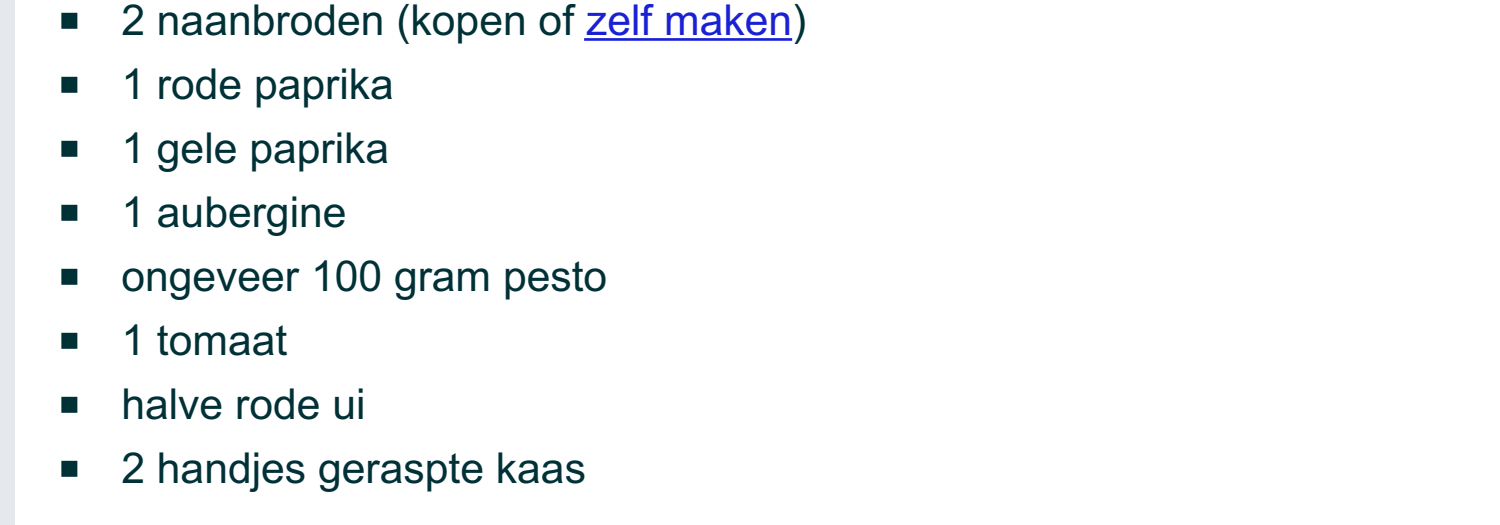 ▪ 2 naanbroden (kopen of zelf maken)
▪ 1 rode paprika
▪ 1 gele paprika
▪ 1 aubergine
▪ ongeveer 100 gram pesto
▪ 1 tomaat
▪ halve rode ui
▪ 2 handjes geraspte kaas